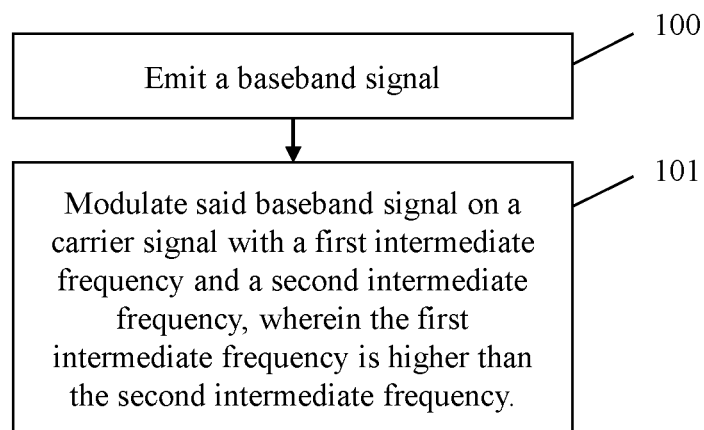 100
Emit a baseband signal
101
Modulate said baseband signal on a
carrier signal with a first intermediate
frequency and a second intermediate
frequency, wherein the first
intermediate frequency is higher than
the second intermediate frequency.